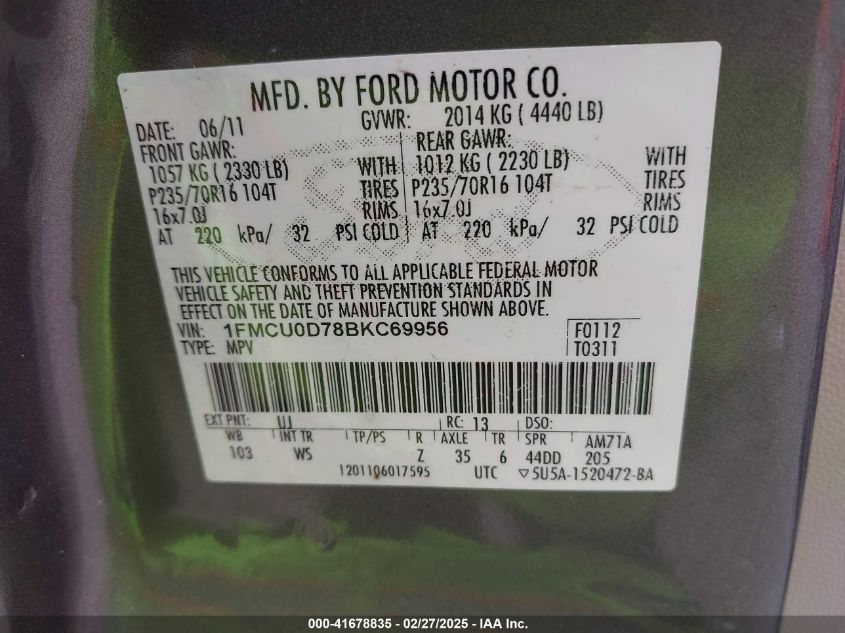 MFD. BY FORD MOTOR CO.
DATE: 06/11 GVWR: 2014 KG ( 4440 LB)
FRONT GAWR: REAR GAWR:
1057 KG ( 2330 LB) WITH 1012 KG ( 2230 LB) WITH
P235/70R16 104T TIRES P235/70R16 104T TIRES
16x7.0J RIMS 16x7.0J RIMS
AT 220 kPa/ 32 PSI COLD AT 220 kPa/ 32 PSI COLD
THIS VEHICLE CONFORMS TO ALL APPLICABLE FEDERAL MOTOR
VEHICLE SAFETY AND THEFT PREVENTION STANDARDS IN
EFFECT ON THE DATE OF MANUFACTURE SHOWN ABOVE.
VIN: 1FMCU0D78BKC69956 F0112
TYPE: MPV T0311
EXT PNT: UJ RC: 13 DSO:
WB INT TR TP/PS R AXLE TR SPR AM71A
103 WS Z 35 6 44DD 205
1201106017595 UTC ▽5U5A-1520472-BA
000-41678835 - 02/27/2025 - IAA Inc.